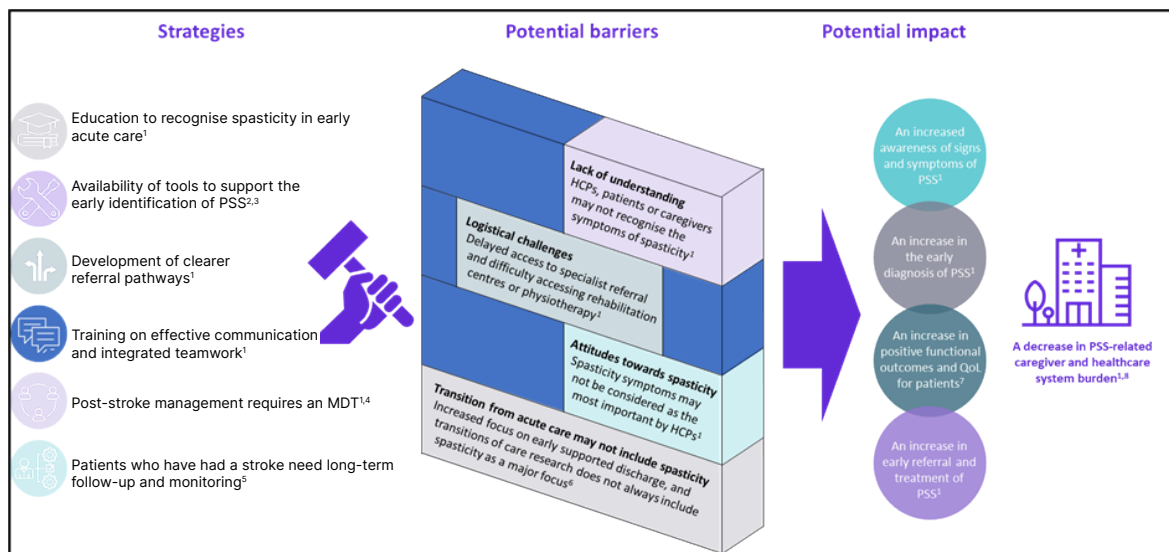 Strategies
Education to recognise spasticity in early
acute care¹
Availability of tools to support the
early identification of PSS²,³
Development of clearer
referral pathways¹
Training on effective communication
and integrated teamwork¹
Post-stroke management requires an MDT¹,⁴
Patients who have had a stroke need long-term
follow-up and monitoring⁵
Potential barriers
Lack of understanding
HCPs, patients or caregivers
may not recognise the
symptoms of spasticity¹
Logistical challenges
Delayed access to specialist referral
and difficulty accessing rehabilitation
centres or physiotherapy¹
Attitudes towards spasticity
Spasticity symptoms may
not be considered as the
most important by HCPs¹
Transition from acute care may not include spasticity
Increased focus on early supported discharge, and
transitions of care research does not always include
spasticity as a major focus⁶
Potential impact
An increased
awareness of signs
and symptoms of
PSS¹
An increase in
the early
diagnosis of PSS¹
An increase in
positive functional
outcomes and QoL
for patients⁷
An increase in
early referral and
treatment of
PSS¹
A decrease in PSS-related
caregiver and healthcare
system burden¹,⁸